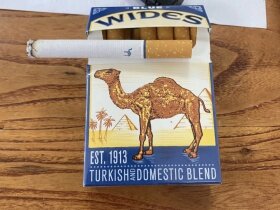 BLUE
WIDES
EST. 1913
TURKISH AND DOMESTIC BLEND